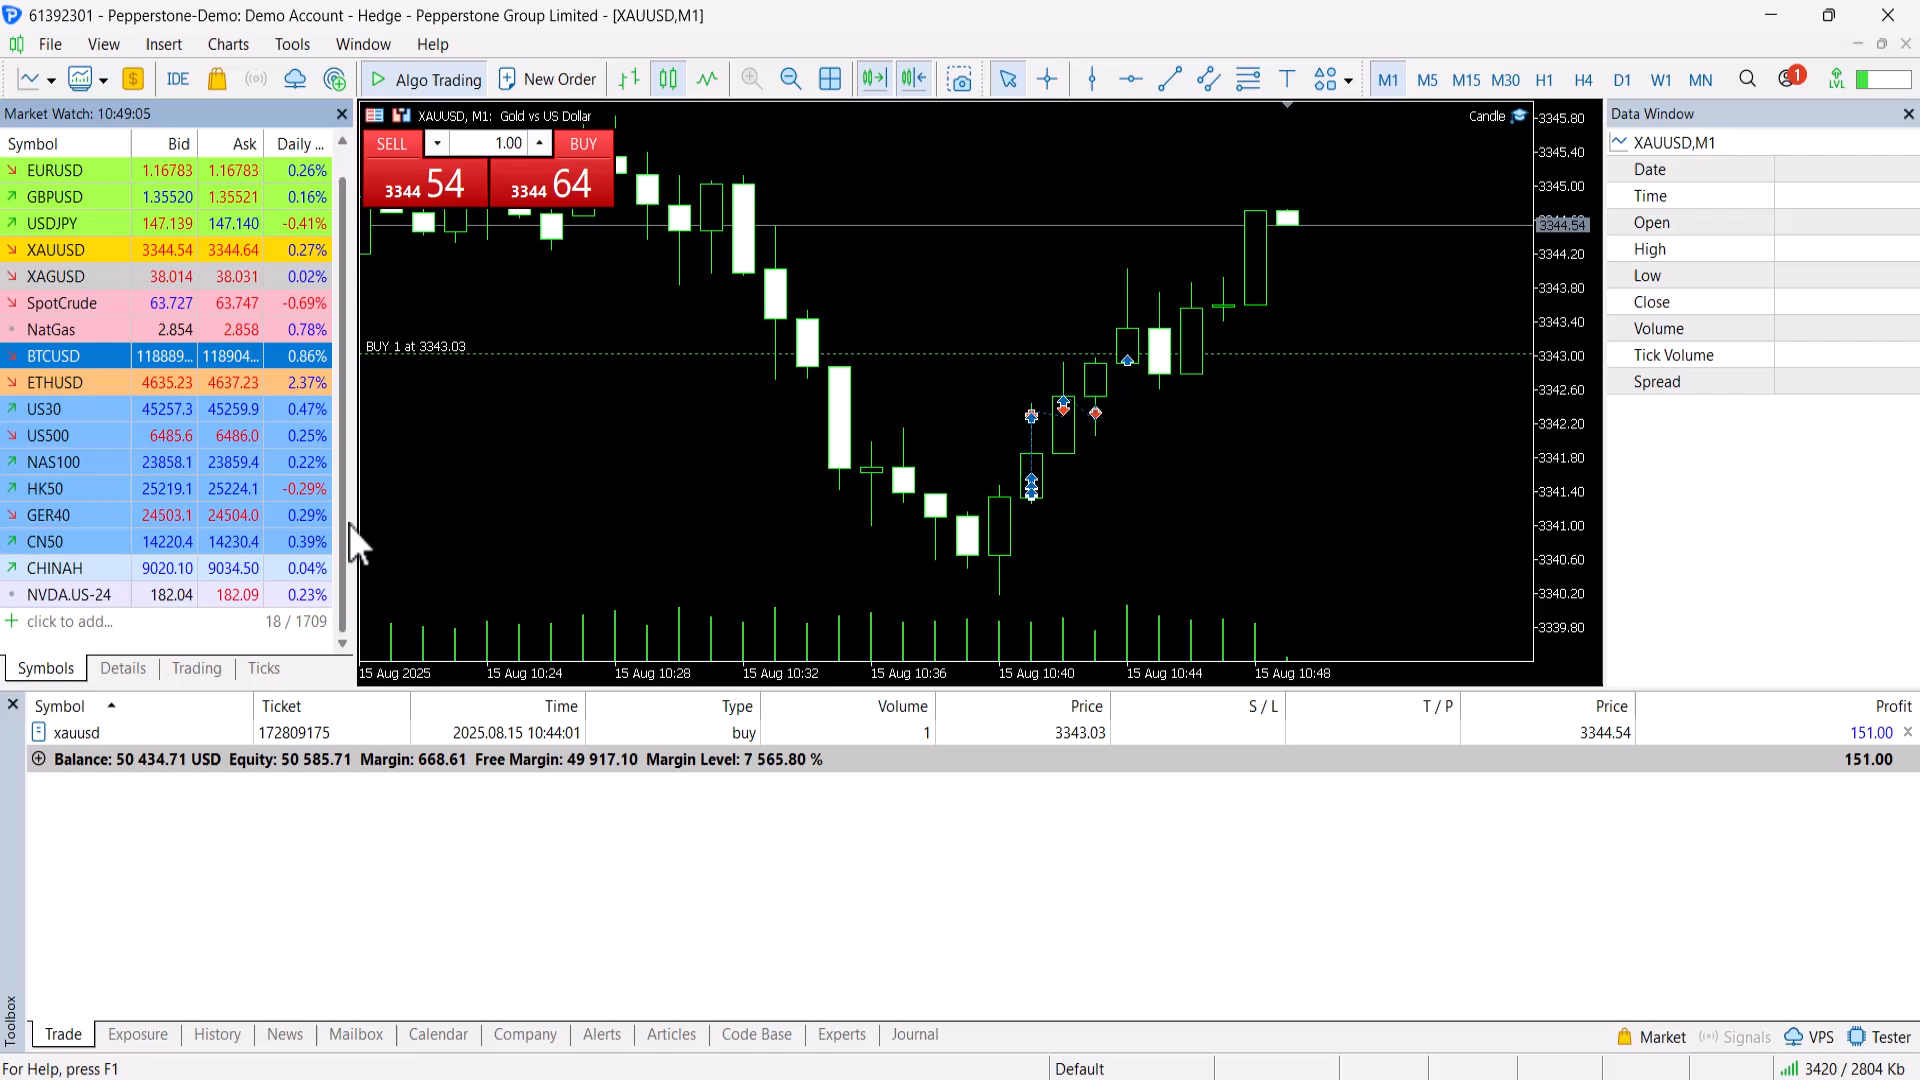 61392301 - Pepperstone-Demo: Demo Account - Hedge - Pepperstone Group Limited - [XAUUSD,M1]
File View Insert Charts Tools Window Help
IDE Algo Trading New Order M1 M5 M15 M30 H1 H4 D1 W1 MN 1 LVL
Market Watch: 10:49:05
Symbol Bid Ask Daily ...
EURUSD 1.16783 1.16783 0.26%
GBPUSD 1.35520 1.35521 0.16%
USDJPY 147.139 147.140 -0.41%
XAUUSD 3344.54 3344.64 0.27%
XAGUSD 38.014 38.031 0.02%
SpotCrude 63.727 63.747 -0.69%
NatGas 2.854 2.858 0.78%
BTCUSD 118889... 118904... 0.86%
ETHUSD 4635.23 4637.23 2.37%
US30 45257.3 45259.9 0.47%
US500 6485.6 6486.0 0.25%
NAS100 23858.1 23859.4 0.22%
HK50 25219.1 25224.1 -0.29%
GER40 24503.1 24504.0 0.29%
CN50 14220.4 14230.4 0.39%
CHINAH 9020.10 9034.50 0.04%
NVDA.US-24 182.04 182.09 0.23%
click to add... 18 / 1709
Symbols Details Trading Ticks
XAUUSD, M1: Gold vs US Dollar
Candle
SELL 1.00 BUY
3344 54 3344 64
BUY 1 at 3343.03
3345.80
3345.40
3345.00
3344.54
3344.20
3343.80
3343.40
3343.00
3342.60
3342.20
3341.80
3341.40
3341.00
3340.60
3340.20
3339.80
15 Aug 2025 15 Aug 10:24 15 Aug 10:28 15 Aug 10:32 15 Aug 10:36 15 Aug 10:40 15 Aug 10:44 15 Aug 10:48
Data Window
XAUUSD,M1
Date
Time
Open
High
Low
Close
Volume
Tick Volume
Spread
Symbol Ticket Time Type Volume Price S / L T / P Price Profit
xauusd 172809175 2025.08.15 10:44:01 buy 1 3343.03 3344.54 151.00
Balance: 50 434.71 USD Equity: 50 585.71 Margin: 668.61 Free Margin: 49 917.10 Margin Level: 7 565.80 % 151.00
Toolbox
Trade Exposure History News Mailbox Calendar Company Alerts Articles Code Base Experts Journal
Market Signals VPS Tester
For Help, press F1 Default 3420 / 2804 Kb